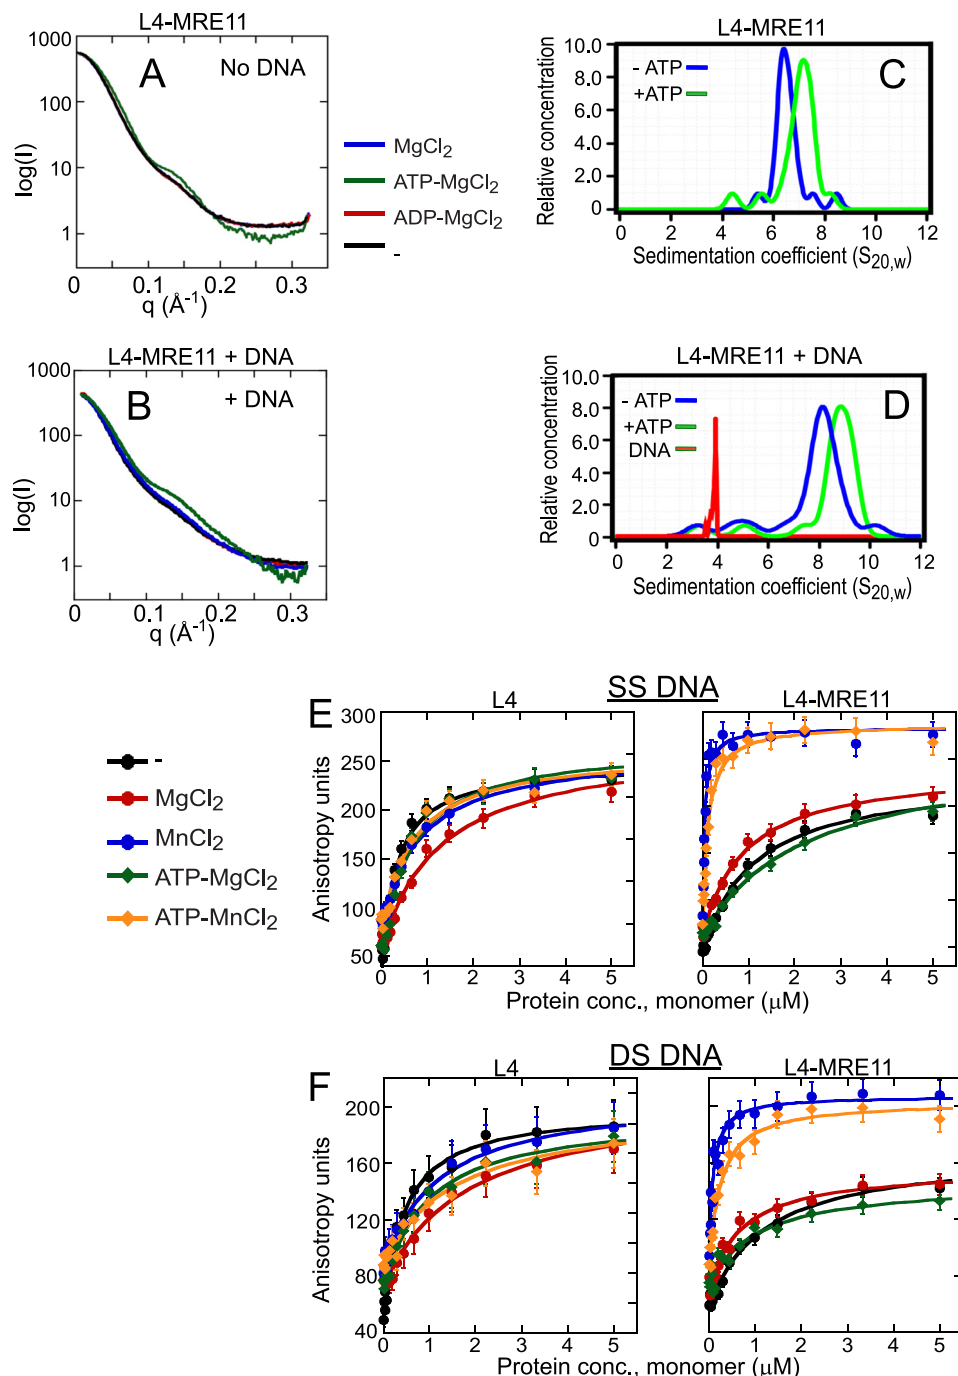 L4-MRE11
1000
100
10
1
A
No DNA
log(I)
0
0.1
0.2
0.3
q (Å-1)
MgCl2
ATP-MgCl2
ADP-MgCl2
-
L4-MRE11
10.0
8.0
6.0
4.0
2.0
0
- ATP
+ATP
C
Relative concentration
0
2
4
6
8
10
12
Sedimentation coefficient (S20,w)
L4-MRE11 + DNA
1000
100
10
1
B
+ DNA
log(I)
0
0.1
0.2
0.3
q (Å-1)
L4-MRE11 + DNA
10.0
8.0
6.0
4.0
2.0
0.0
- ATP
+ATP
DNA
D
Relative concentration
0
2
4
6
8
10
12
Sedimentation coefficient (S20,w)
SS DNA
E
L4
L4-MRE11
300
250
200
150
100
50
Anisotropy units
-
MgCl2
MnCl2
ATP-MgCl2
ATP-MnCl2
0
1
2
3
4
5
0
1
2
3
4
5
Protein conc., monomer (μM)
DS DNA
F
L4
L4-MRE11
200
160
120
80
40
Anisotropy units
0
1
2
3
4
5
0
1
2
3
4
5
Protein conc., monomer (μM)